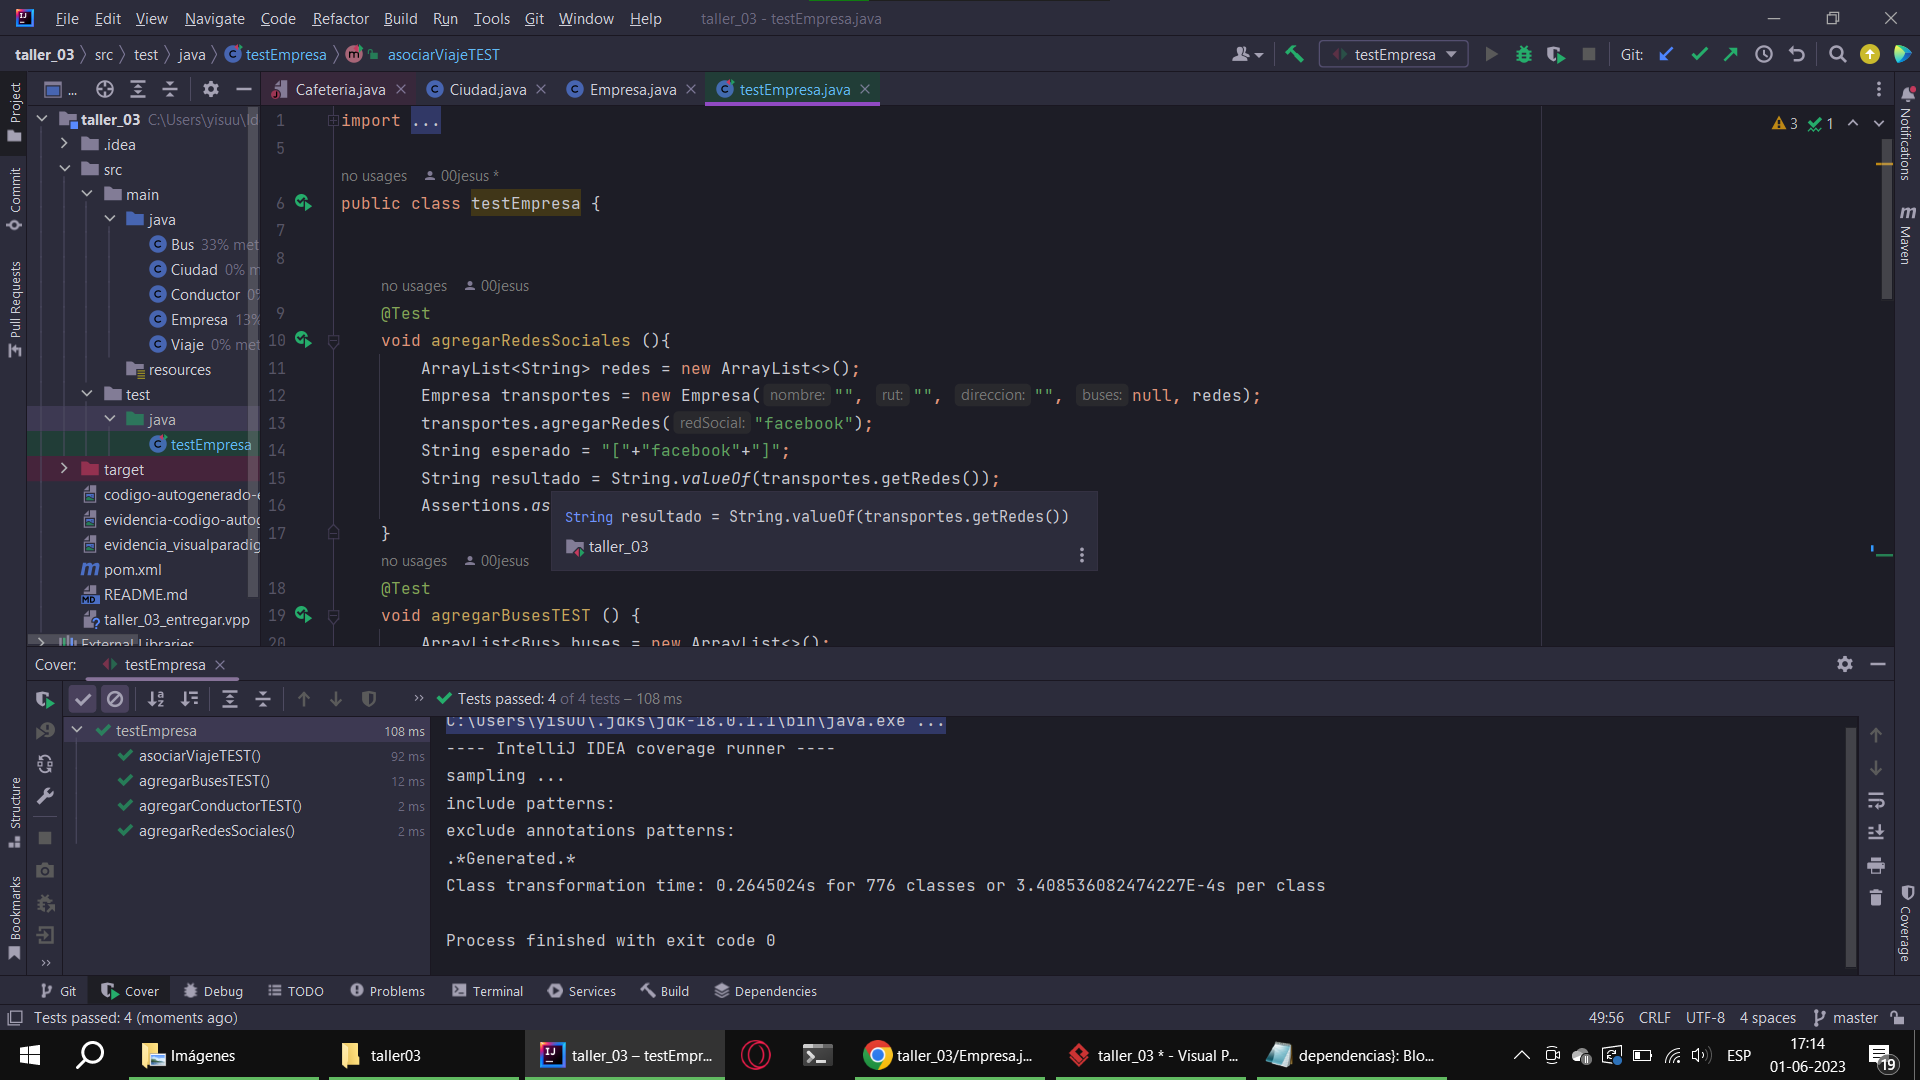 File Edit View Navigate Code Refactor Build Run Tools Git Window Help taller_03 - testEmpresa.java
taller_03 src test java testEmpresa asociarViajeTEST
testEmpresa Git:
Project
Commit
Pull Requests
Structure
Bookmarks
...
Cafeteria.java Ciudad.java Empresa.java testEmpresa.java
taller_03 C:\Users\yisuu\Id
.idea
src
main
java
Bus 33% met
Ciudad 0% m
Conductor 0%
Empresa 13%
Viaje 0% met
resources
test
java
testEmpresa
target
codigo-autogenerado-e
evidencia-codigo-autog
evidencia_visualparadig
pom.xml
README.md
taller_03_entregar.vpp
External Libraries
3 1
1 import ...
5
no usages 00jesus *
6 public class testEmpresa {
7
8
no usages 00jesus
9 @Test
10 void agregarRedesSociales (){
11 ArrayList<String> redes = new ArrayList<>();
12 Empresa transportes = new Empresa( nombre: "", rut: "", direccion: "", buses: null, redes);
13 transportes.agregarRedes( redSocial: "facebook");
14 String esperado = "["+"facebook"+"]";
15 String resultado = String.valueOf(transportes.getRedes());
16 Assertions.as
String resultado = String.valueOf(transportes.getRedes())
taller_03
17 }
no usages 00jesus
18 @Test
19 void agregarBusesTEST () {
20 ArrayList<Bus> buses = new ArrayList<>();
Notifications
Maven
Coverage
Cover: testEmpresa
Tests passed: 4 of 4 tests – 108 ms
testEmpresa 108 ms
asociarViajeTEST() 92 ms
agregarBusesTEST() 12 ms
agregarConductorTEST() 2 ms
agregarRedesSociales() 2 ms
C:\Users\yisuu\.jdks\jdk-18.0.1.1\bin\java.exe ...
---- IntelliJ IDEA coverage runner ----
sampling ...
include patterns:
exclude annotations patterns:
.*Generated.*
Class transformation time: 0.2645024s for 776 classes or 3.408536082474227E-4s per class
Process finished with exit code 0
Git Cover Debug TODO Problems Terminal Services Build Dependencies
Tests passed: 4 (moments ago) 49:56 CRLF UTF-8 4 spaces master
Imágenes taller03 taller_03 – testEmpr... taller_03/Empresa.j... taller_03 * - Visual P... dependencias}: Blo... ESP 17:14
01-06-2023
19